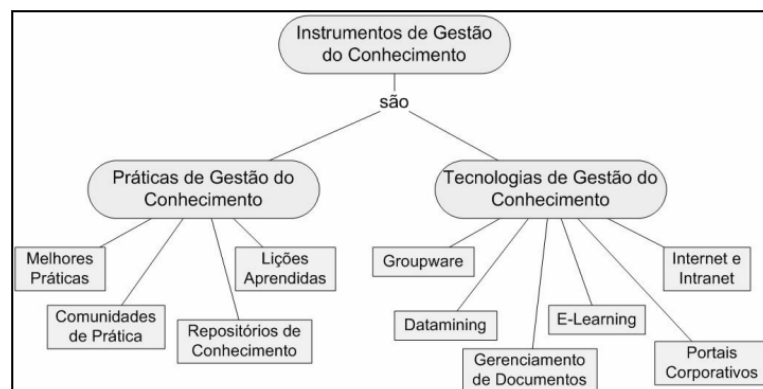 Instrumentos de Gestão
do Conhecimento
são
Práticas de Gestão do
Conhecimento
Tecnologias de Gestão do
Conhecimento
Melhores
Práticas
Lições
Aprendidas
Comunidades
de Prática
Repositórios de
Conhecimento
Groupware
Internet e
Intranet
Datamining
E-Learning
Gerenciamento
de Documentos
Portais
Corporativos